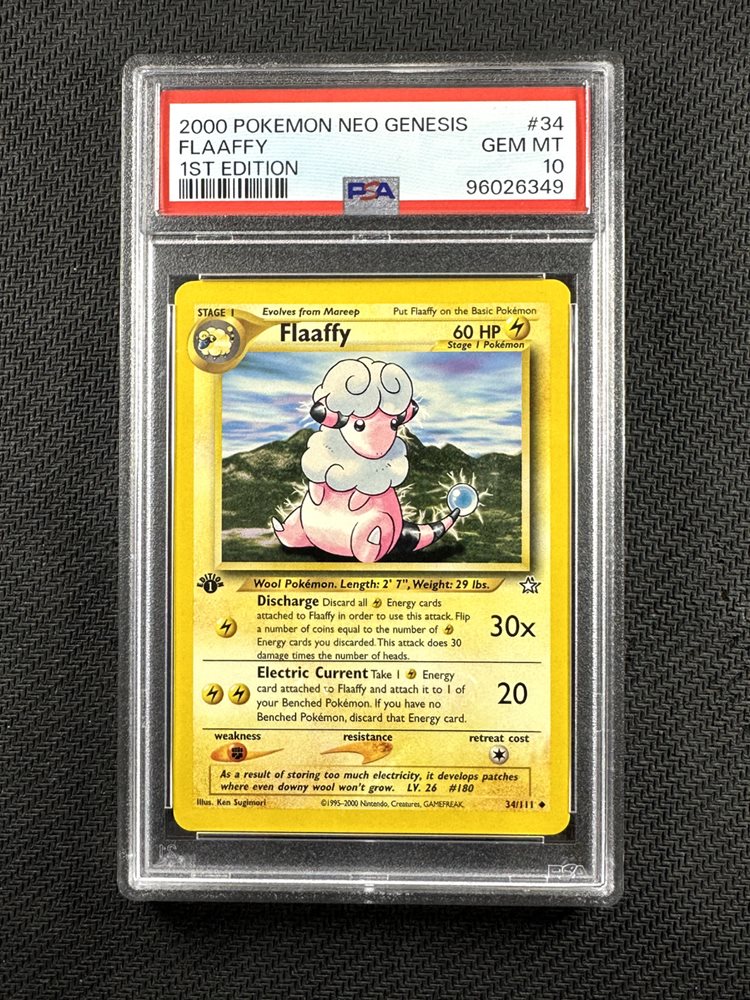 2000 POKEMON NEO GENESIS #34
FLAAFFY GEM MT
1ST EDITION 10
PSA 96026349
STAGE 1 Evolves from Mareep Put Flaaffy on the Basic Pokémon
Flaaffy 60 HP
Stage 1 Pokémon
EDITION 1
Wool Pokémon. Length: 2' 7", Weight: 29 lbs.
Discharge Discard all Energy cards
attached to Flaaffy in order to use this attack. Flip
a number of coins equal to the number of
Energy cards you discarded. This attack does 30
damage times the number of heads.
30x
Electric Current Take 1 Energy
card attached to Flaaffy and attach it to 1 of
your Benched Pokémon. If you have no
Benched Pokémon, discard that Energy card.
20
weakness resistance retreat cost
As a result of storing too much electricity, it develops patches
where even downy wool won't grow. LV. 26 #180
Illus. Ken Sugimori ©1995-2000 Nintendo, Creatures, GAMEFREAK. 34/111
PSA